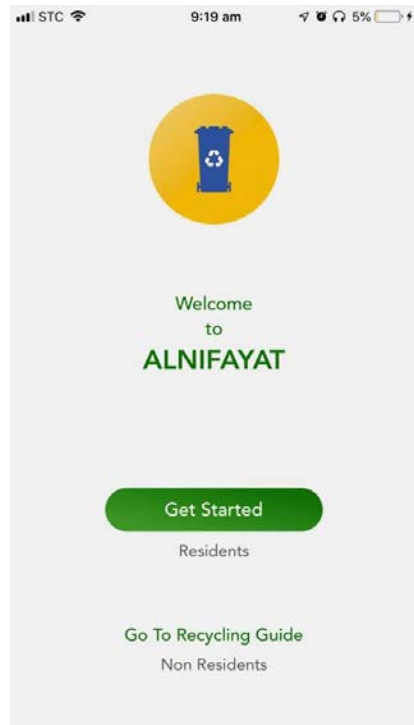 STC 9:19 am 5%
Welcome
to
ALNIFAYAT
Get Started
Residents
Go To Recycling Guide
Non Residents